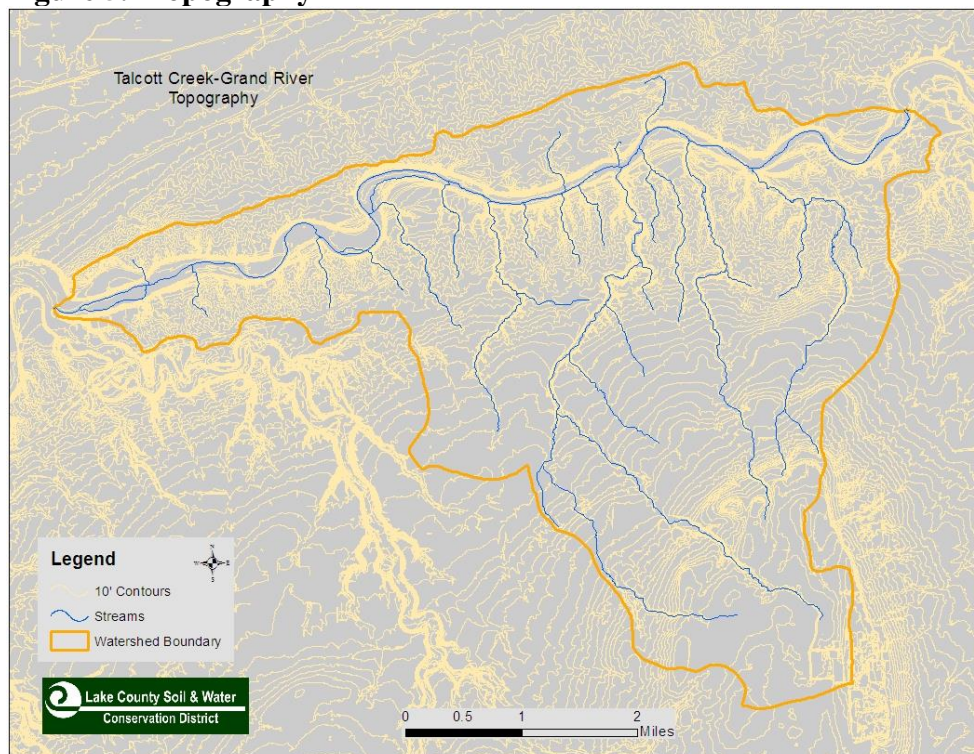 Talcott Creek-Grand River
Topography
Legend
N
W E
S
10' Contours
Streams
Watershed Boundary
Lake County Soil & Water
Conservation District
0 0.5 1 2
Miles